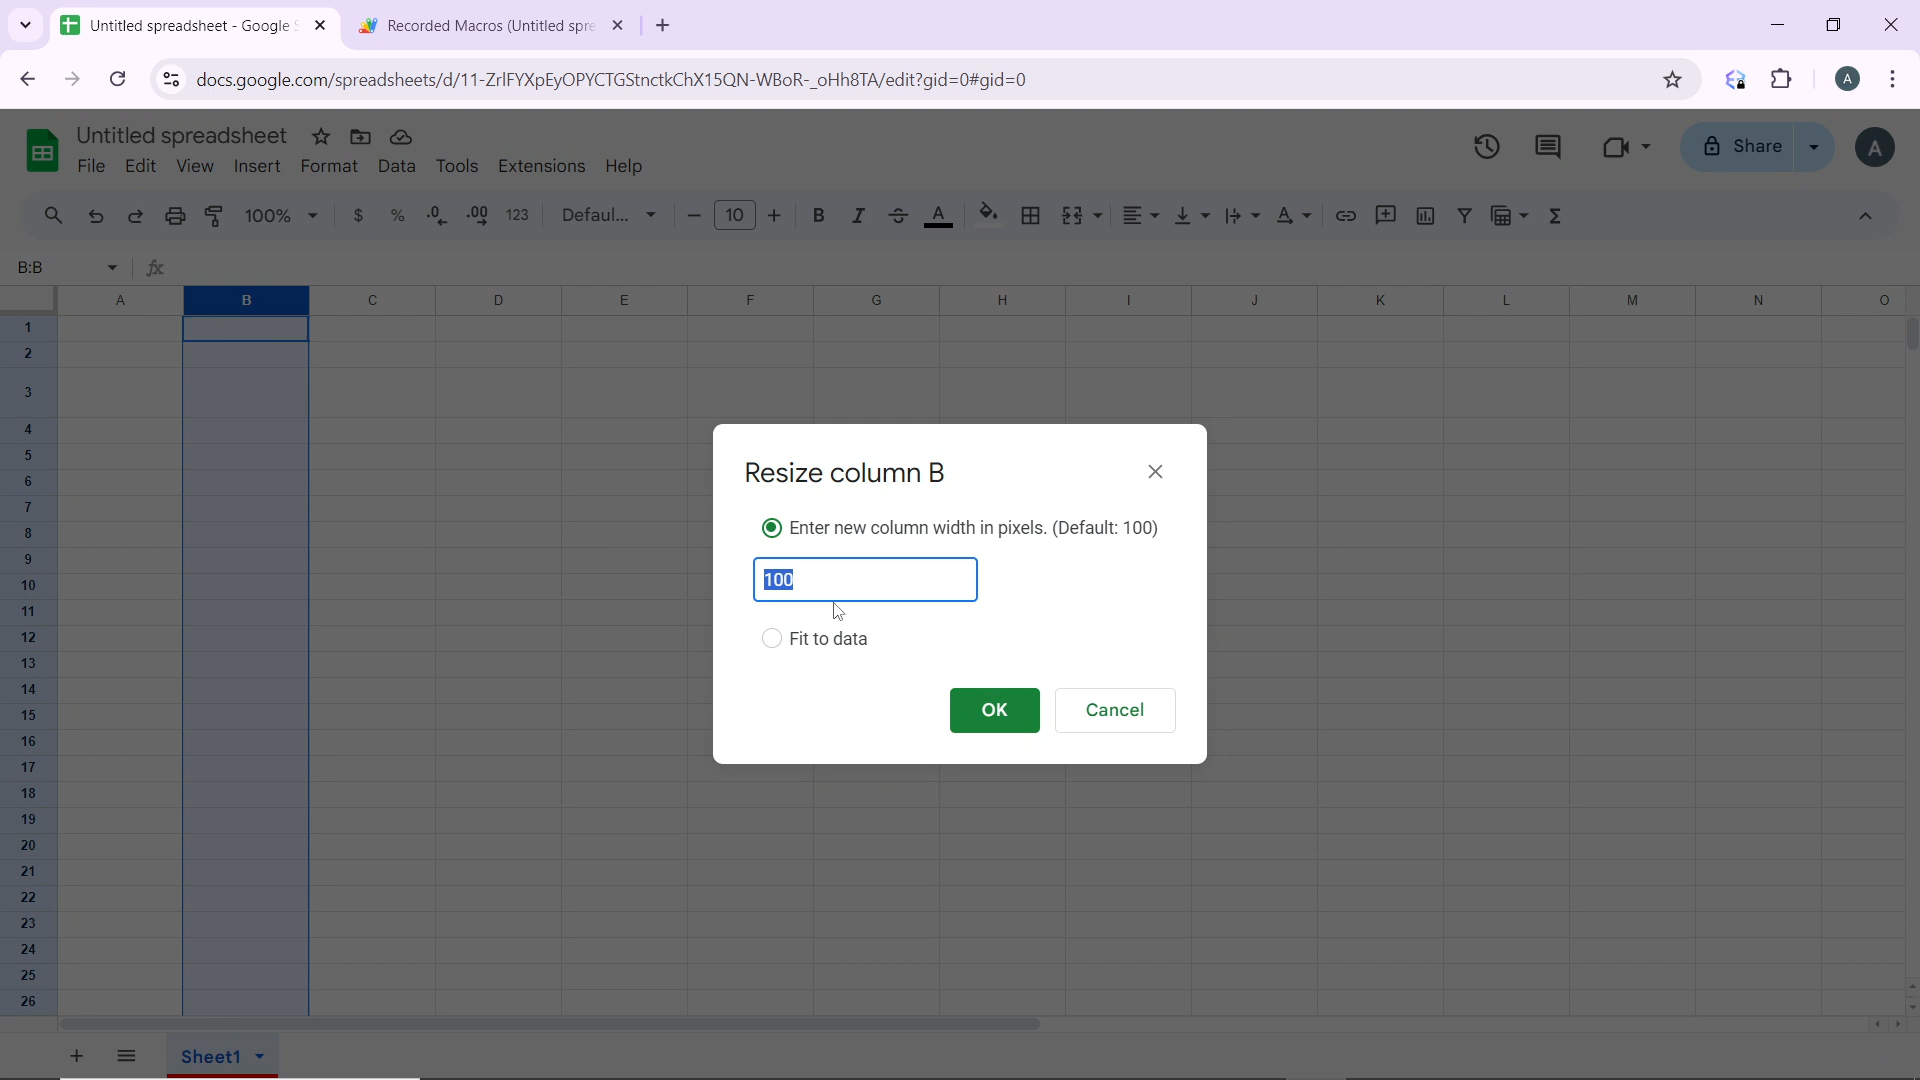 Untitled spreadsheet - Google S
Recorded Macros (Untitled spre
docs.google.com/spreadsheets/d/11-ZrlFYXpEyOPYCTGStnctkChX15QN-WBoR-_oHh8TA/edit?gid=0#gid=0
A
Untitled spreadsheet
File Edit View Insert Format Data Tools Extensions Help
Share
A
100%
$ % .0 .00 123
Defaul...
10
B I A A Σ
B:B
fx
A B C D E F G H I J K L M N O
1
2
3
4
5
6
7
8
9
10
11
12
13
14
15
16
17
18
19
20
21
22
23
24
25
26
Resize column B
Enter new column width in pixels. (Default: 100)
100
Fit to data
OK Cancel
Sheet1